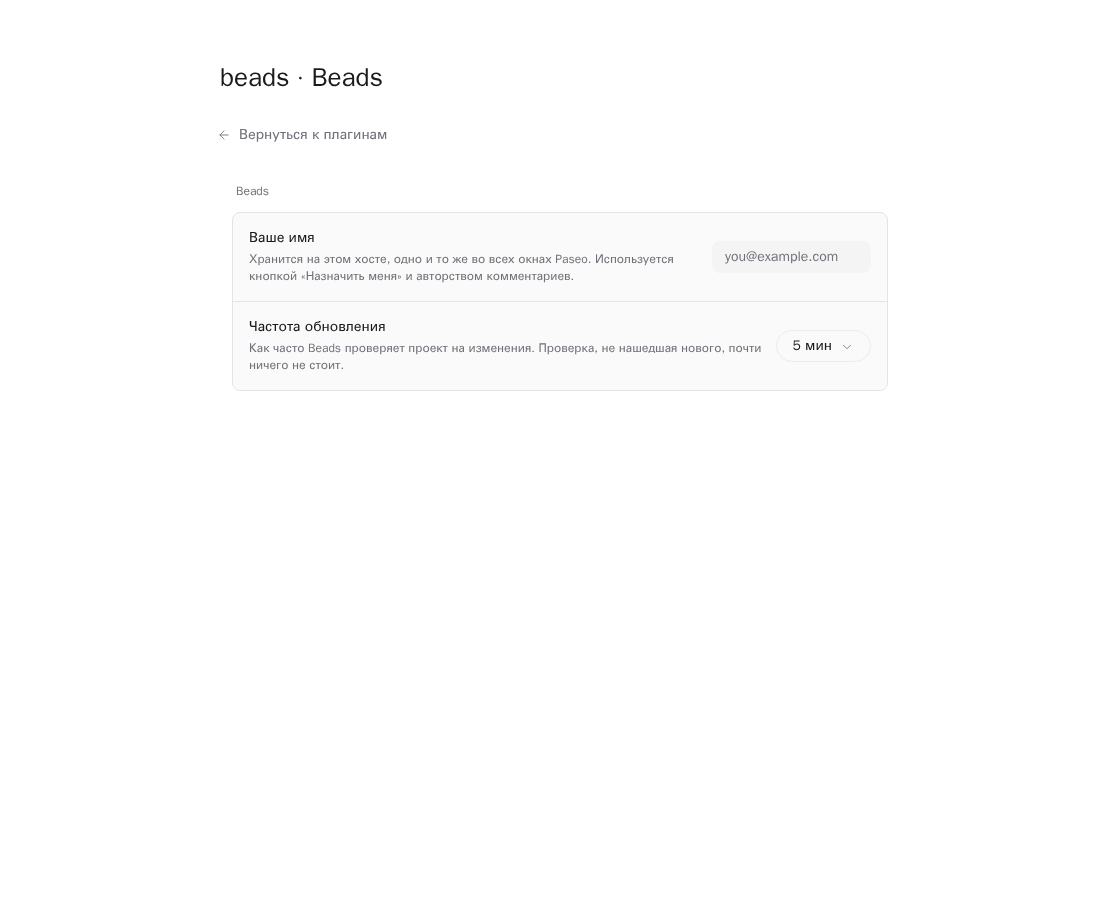 beads · Beads
Вернуться к плагинам
Beads
Ваше имя
Хранится на этом хосте, одно и то же во всех окнах Paseo. Используется
кнопкой «Назначить меня» и авторством комментариев.
you@example.com
Частота обновления
Как часто Beads проверяет проект на изменения. Проверка, не нашедшая нового, почти
ничего не стоит.
5 мин